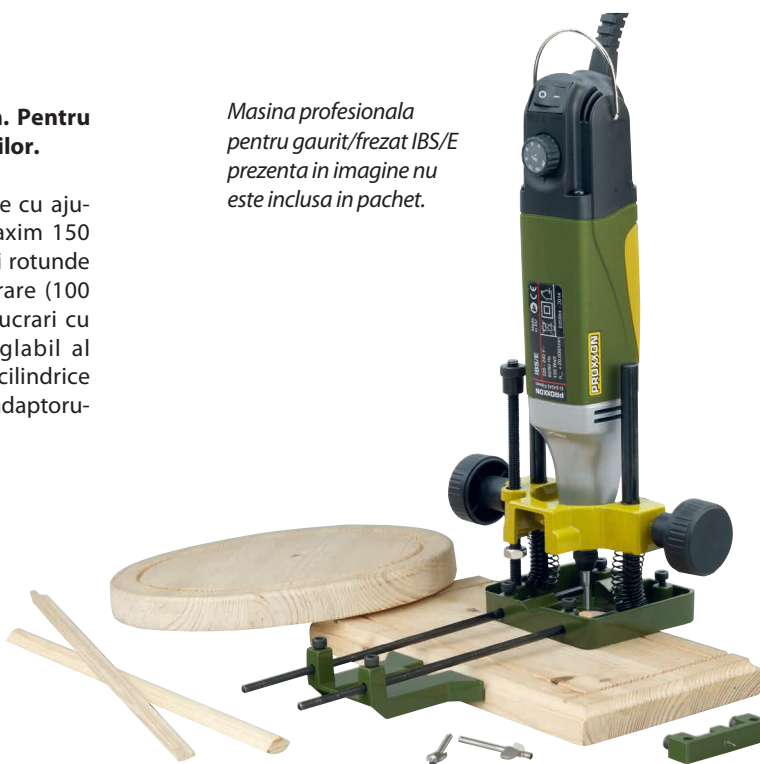 n. Pentru
ilor.
e cu aju-
axim 150
i rotunde
rare (100
ucrari cu
glabil al
cilindrice
daptoru-
Masina profesionala
pentru gaurit/frezat IBS/E
prezenta in imagine nu
este inclusa in pachet.
PROXXON
IBS/E
PROXXON